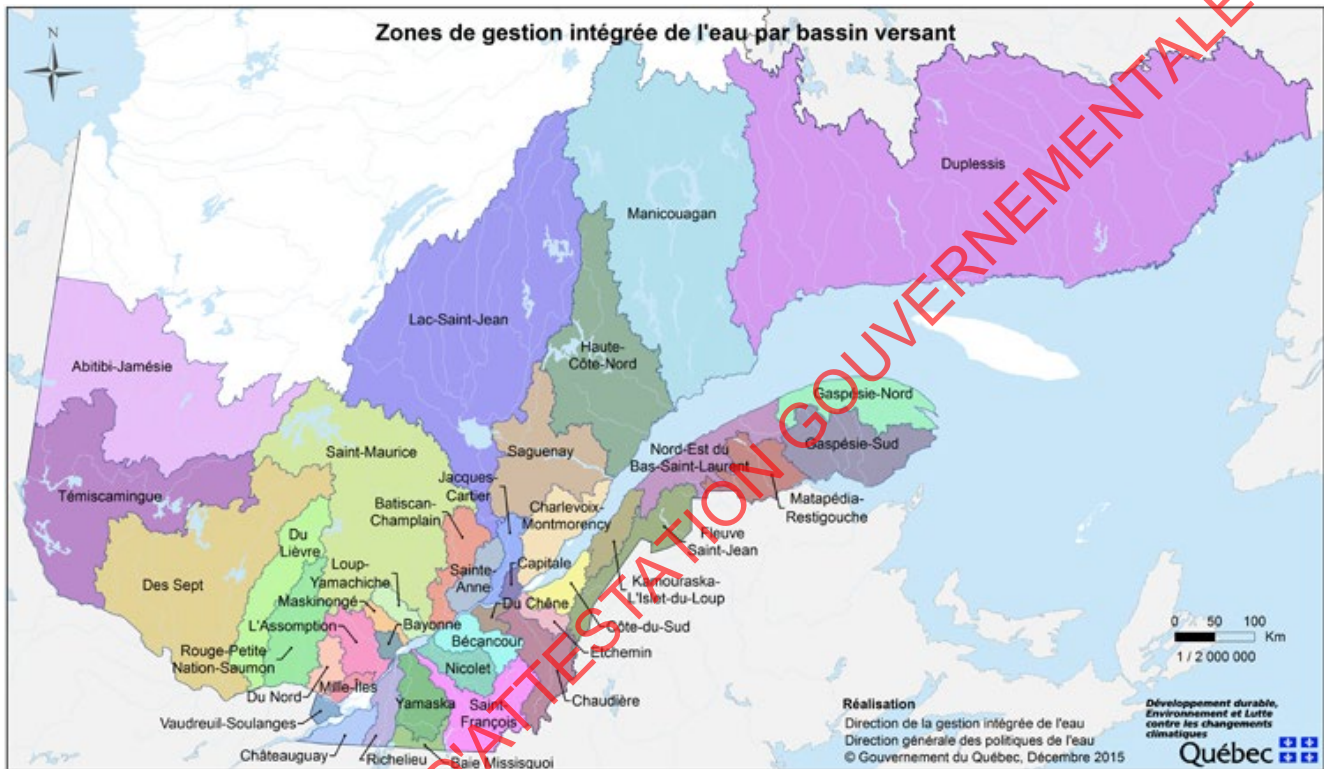 Zones de gestion intégrée de l'eau par bassin versant
N
Duplessis
Manicouagan
Lac-Saint-Jean
Haute-
Côte-Nord
Abitibi-Jamésie
Gaspésie-Nord
Gaspésie-Sud
Saint-Maurice
Saguenay
Nord-Est du
Bas-Saint-Laurent
Témiscamingue
Jacques-
Cartier
Batiscan-
Champlain
Charlevoix-
Montmorency
Matapédia-
Restigouche
Fleuve
Saint-Jean
Du
Lièvre
Des Sept
Loup-
Yamachiche
Sainte-
Anne
Capitale
Kamouraska-
L'Islet-du-Loup
Maskinongé
Du Chêne
L'Assomption
Bayonne
Bécancour
Côte-du-Sud
Etchemin
Rouge-Petite
Nation-Saumon
Nicolet
Du Nord
Mille-Îles
Yamaska
Saint-
François
Chaudière
Vaudreuil-Soulanges
Châteauguay
Richelieu
Baie Missisquoi
0 50 100
Km
1 / 2 000 000
Réalisation
Direction de la gestion intégrée de l'eau
Direction générale des politiques de l'eau
© Gouvernement du Québec, Décembre 2015
Développement durable,
Environnement et Lutte
contre les changements
climatiques
Québec
D'ATTESTATION GOUVERNEMENTALE